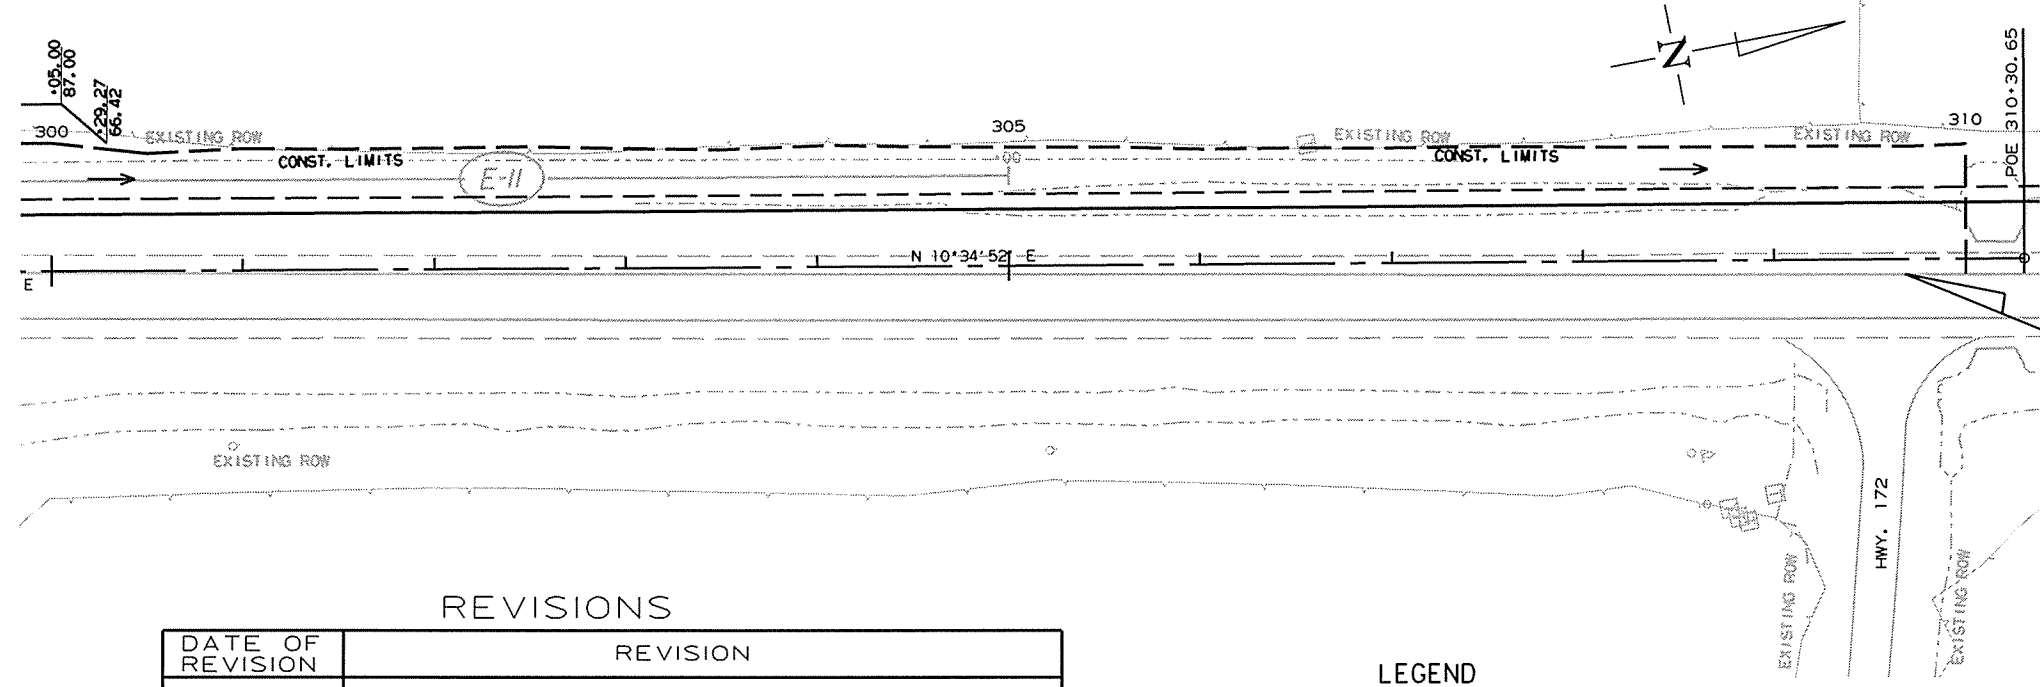 +05.00
87.00
+29.27
66.42
300
EXISTING ROW
CONST. LIMITS
E-11
305
+00
EXISTING ROW
CONST. LIMITS
N
EXISTING ROW
310
POE 310+30.65
N 10°34'52" E
E
EXISTING ROW
HWY. 172
EXISTING ROW
EXISTING ROW
REVISIONS
DATE OF
REVISION
REVISION
LEGEND